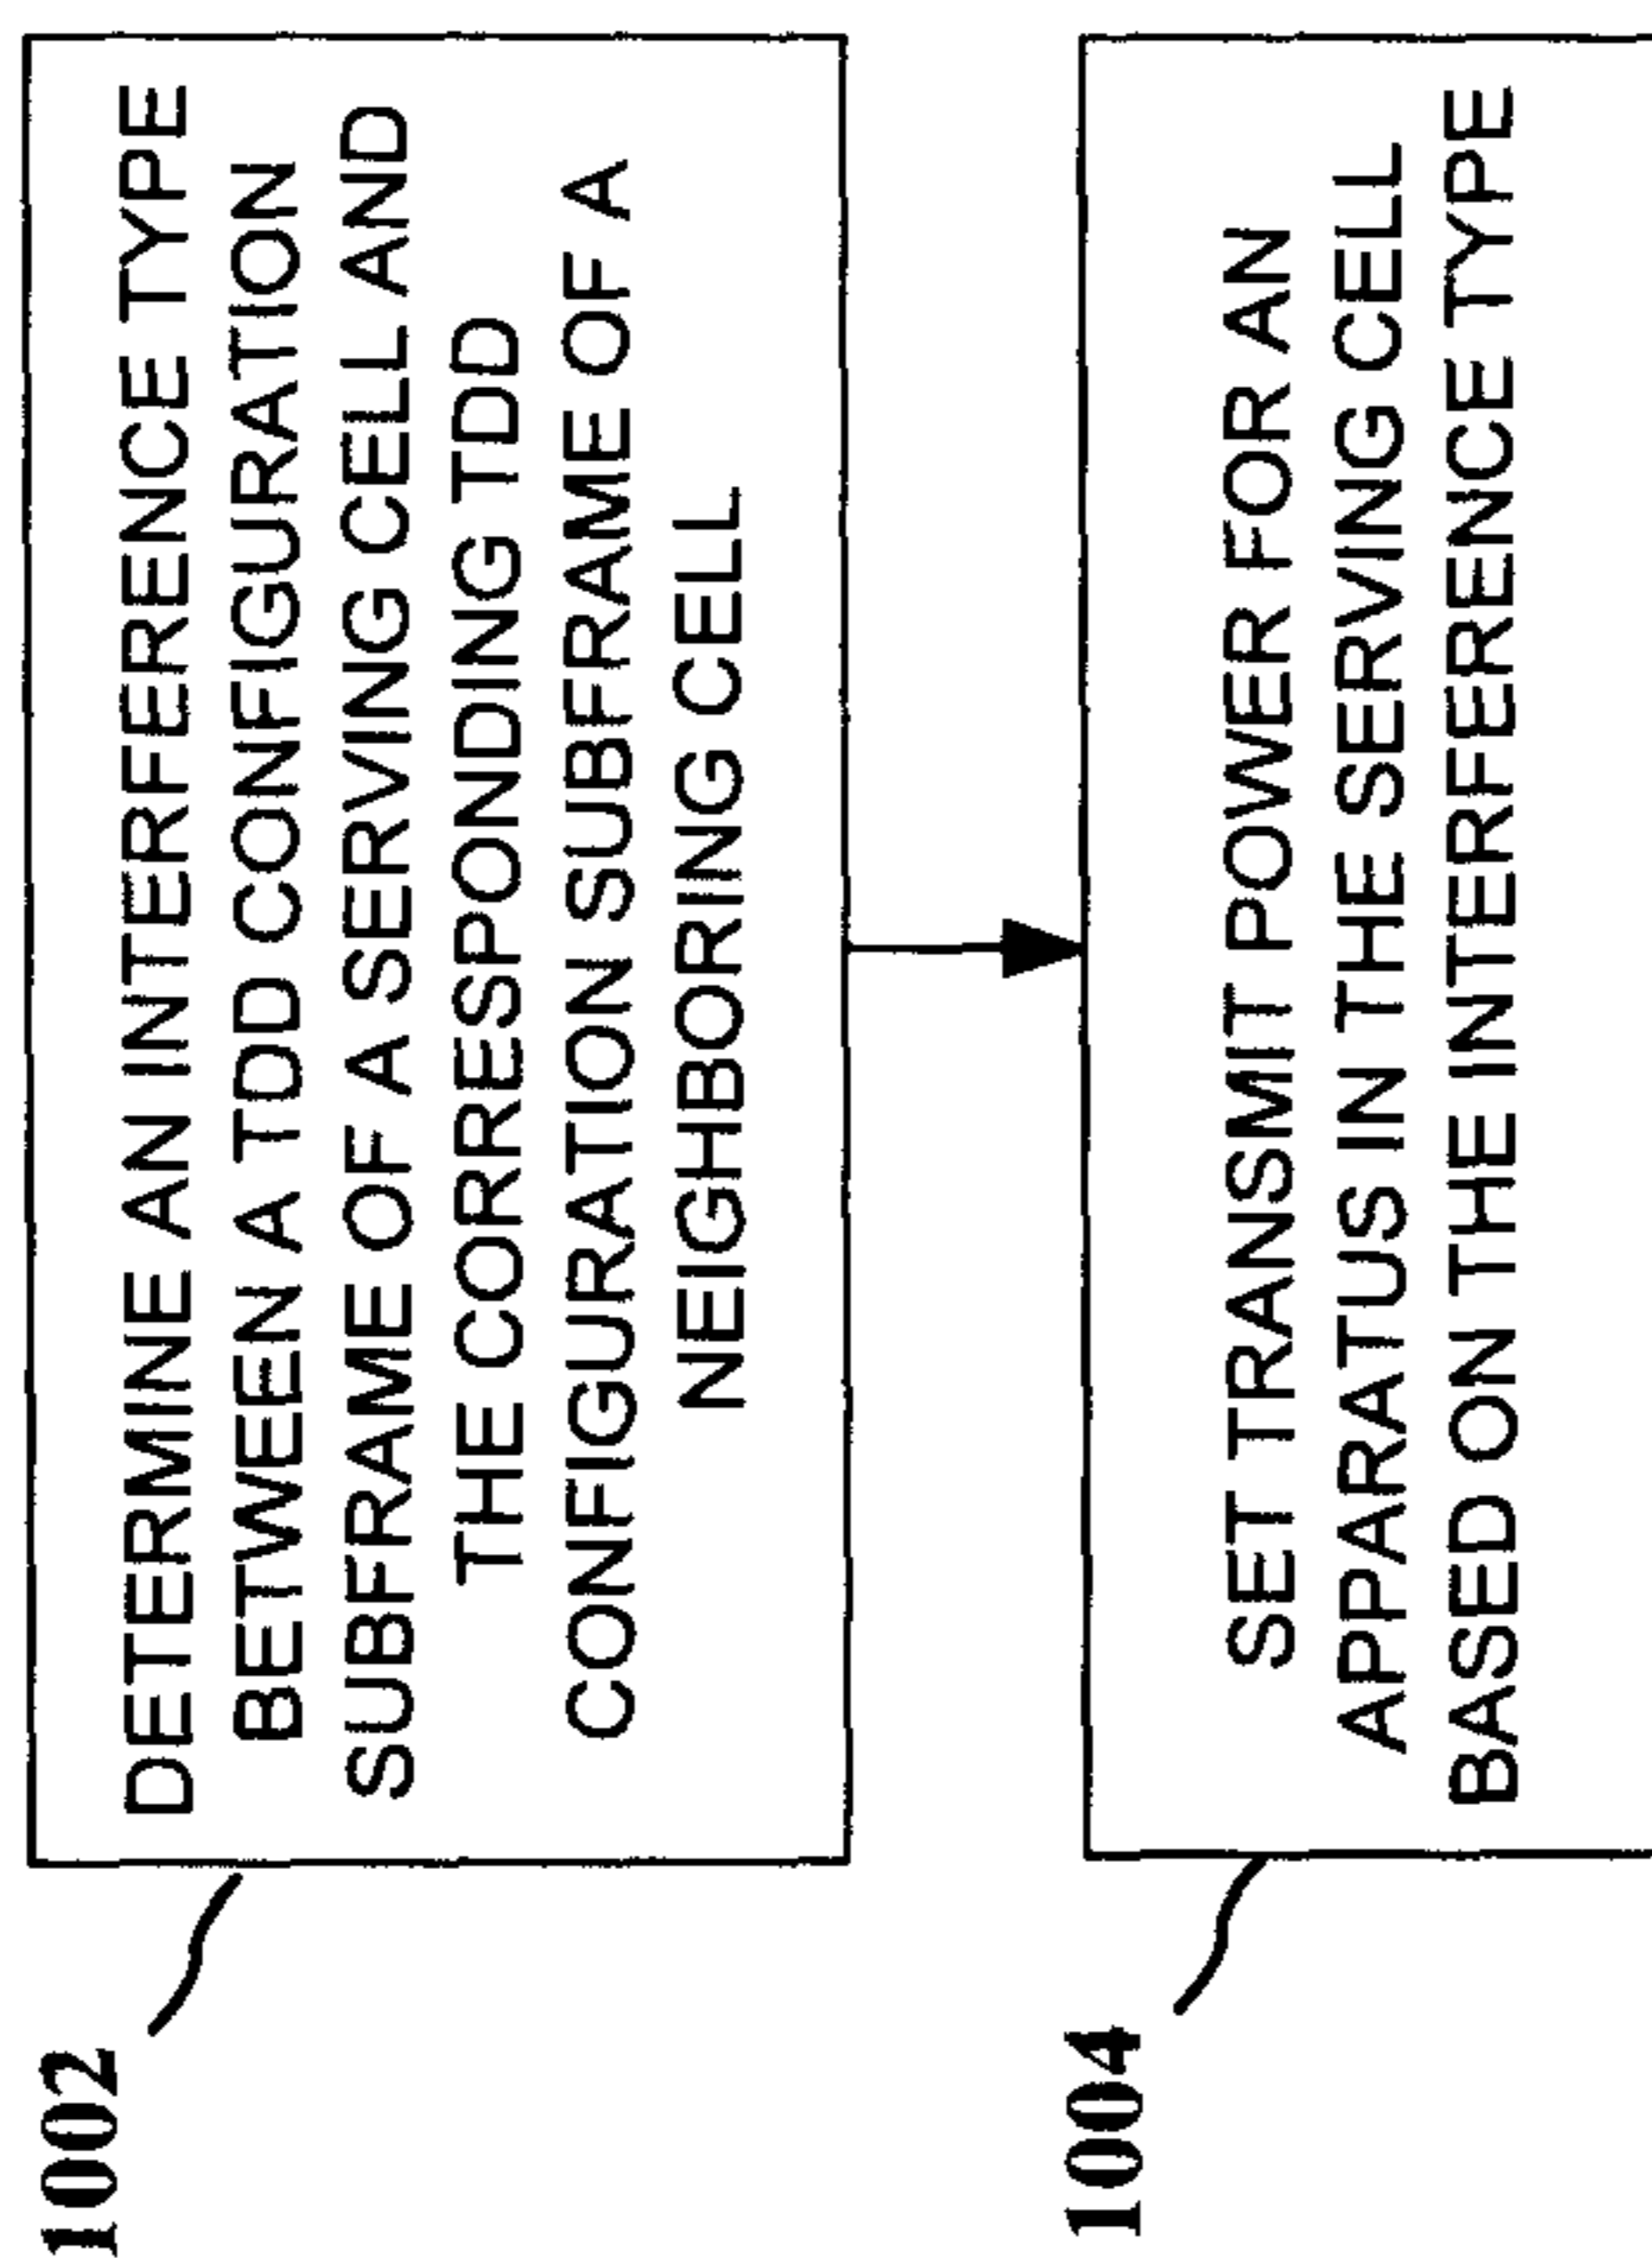 1002
DETERMINE AN INTERFERENCE TYPE
BETWEEN A TDD CONFIGURATION
SUBFRAME OF A SERVING CELL AND
THE CORRESPONDING TDD
CONFIGURATION SUBFRAME OF A
NEIGHBORING CELL
1004
SET TRANSMIT POWER FOR AN
APPARATUS IN THE SERVING CELL
BASED ON THE INTERFERENCE TYPE